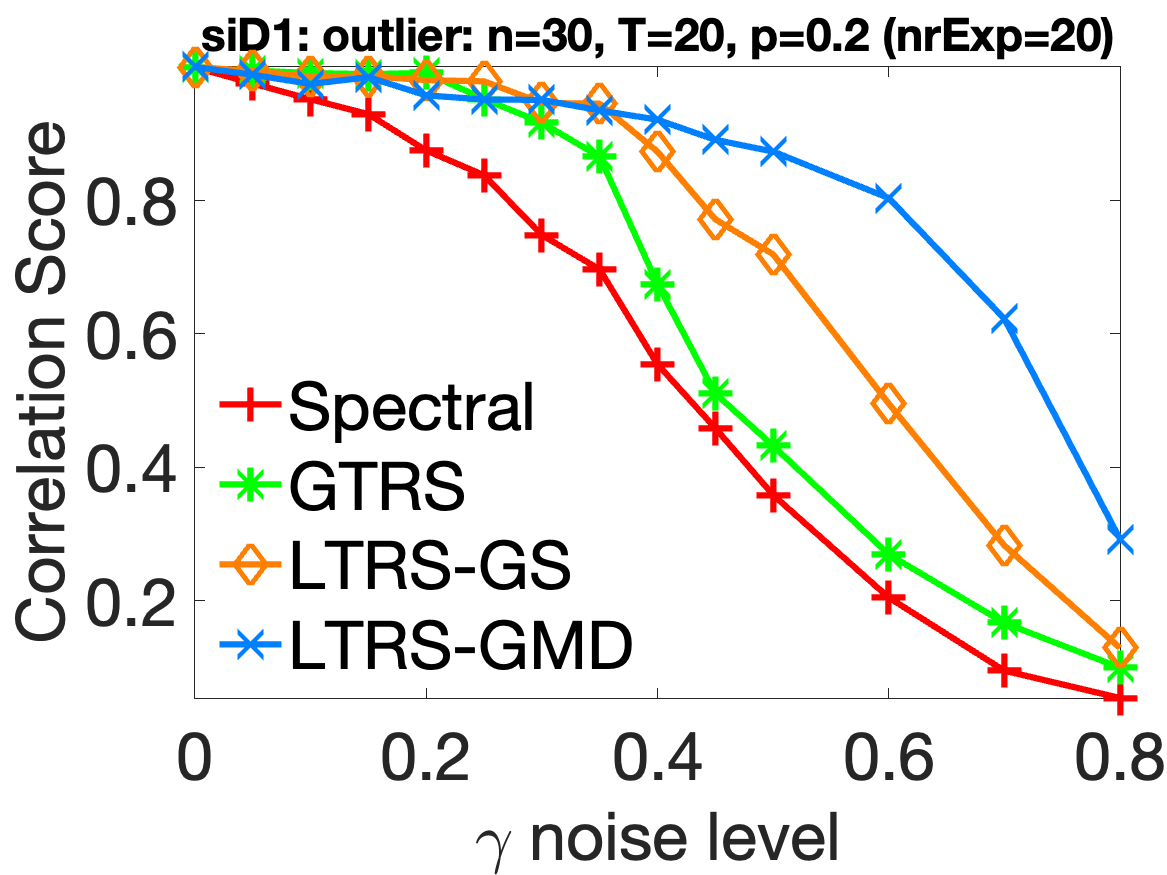 siD1: outlier: n=30, T=20, p=0.2 (nrExp=20)
Correlation Score
0.8
0.6
0.4
0.2
Spectral
GTRS
LTRS-GS
LTRS-GMD
0 0.2 0.4 0.6 0.8
γ noise level